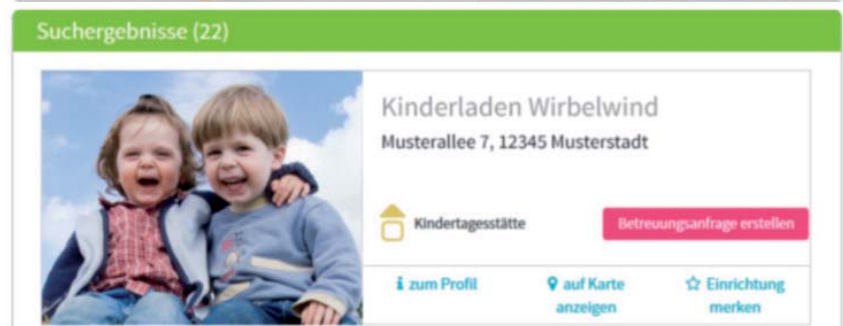 Suchergebnisse (22)
Kinderladen Wirbelwind
Musterallee 7, 12345 Musterstadt
Kindertagesstätte
Betreuungsanfrage erstellen
zum Profil
auf Karte
anzeigen
Einrichtung
merken